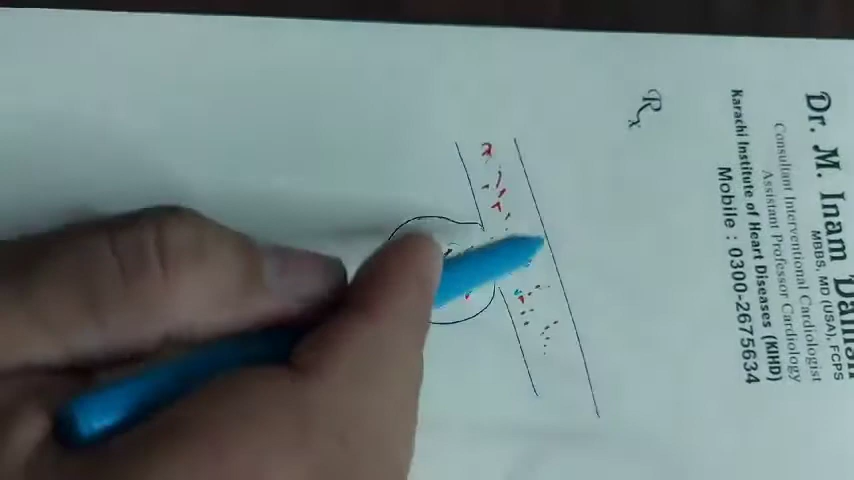 Dr. M. Inam Danish
MBBS, MD (USA), FCPS
Consultant Interventional Cardiologist
Assistant Professor Cardiology
Karachi Institute of Heart Diseases (KIHD)
Mobile : 0300-2675634
Rx